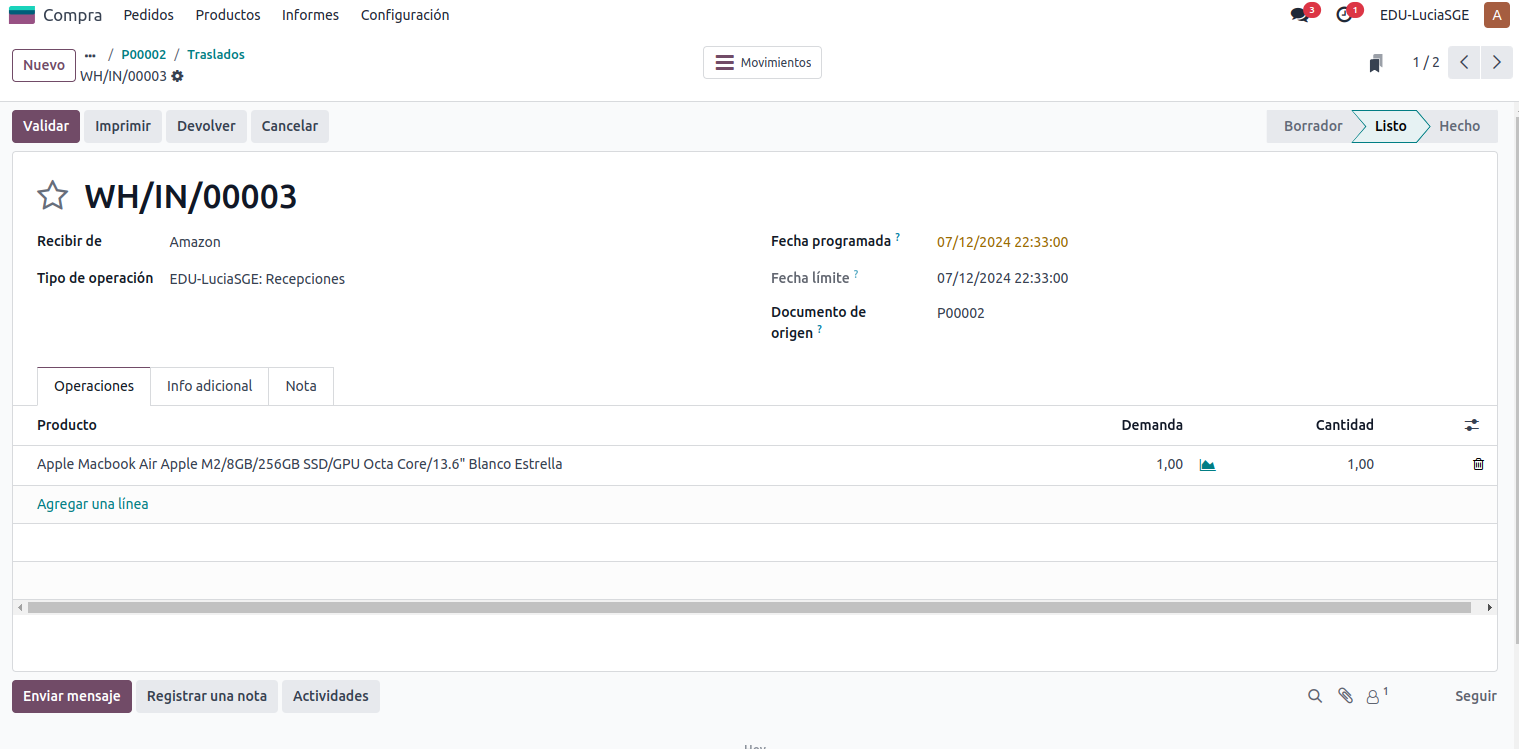 Compra Pedidos Productos Informes Configuración 3 1 EDU-LuciaSGE A
Nuevo ... / P00002 / Traslados
WH/IN/00003
Movimientos
1 / 2
Validar Imprimir Devolver Cancelar
Borrador Listo Hecho
WH/IN/00003
Recibir de Amazon
Tipo de operación EDU-LuciaSGE: Recepciones
Fecha programada ? 07/12/2024 22:33:00
Fecha límite ? 07/12/2024 22:33:00
Documento de
origen ? P00002
Operaciones Info adicional Nota
Producto Demanda Cantidad
Apple Macbook Air Apple M2/8GB/256GB SSD/GPU Octa Core/13.6" Blanco Estrella 1,00 1,00
Agregar una línea
Enviar mensaje Registrar una nota Actividades 1 Seguir